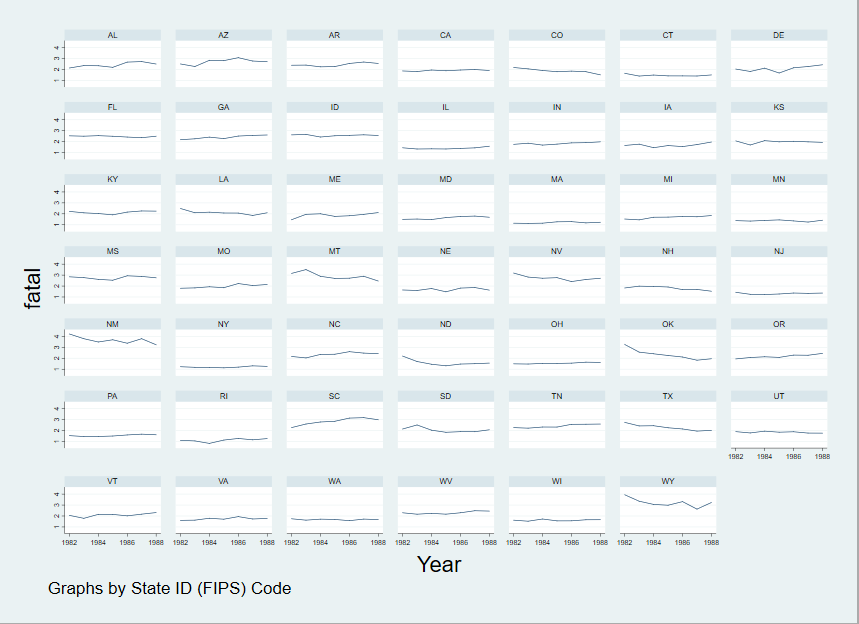 AL AZ AR CA CO CT DE
4
3
2
1
FL GA ID IL IN IA KS
4
3
2
1
KY LA ME MD MA MI MN
4
3
2
1
MS MO MT NE NV NH NJ
4
3
2
1
NM NY NC ND OH OK OR
4
3
2
1
PA RI SC SD TN TX UT
4
3
2
1
1982 1984 1986 1988
VT VA WA WV WI WY
4
3
2
1
1982 1984 1986 1988 1982 1984 1986 1988 1982 1984 1986 1988 1982 1984 1986 1988 1982 1984 1986 1988 1982 1984 1986 1988
fatal
Year
Graphs by State ID (FIPS) Code